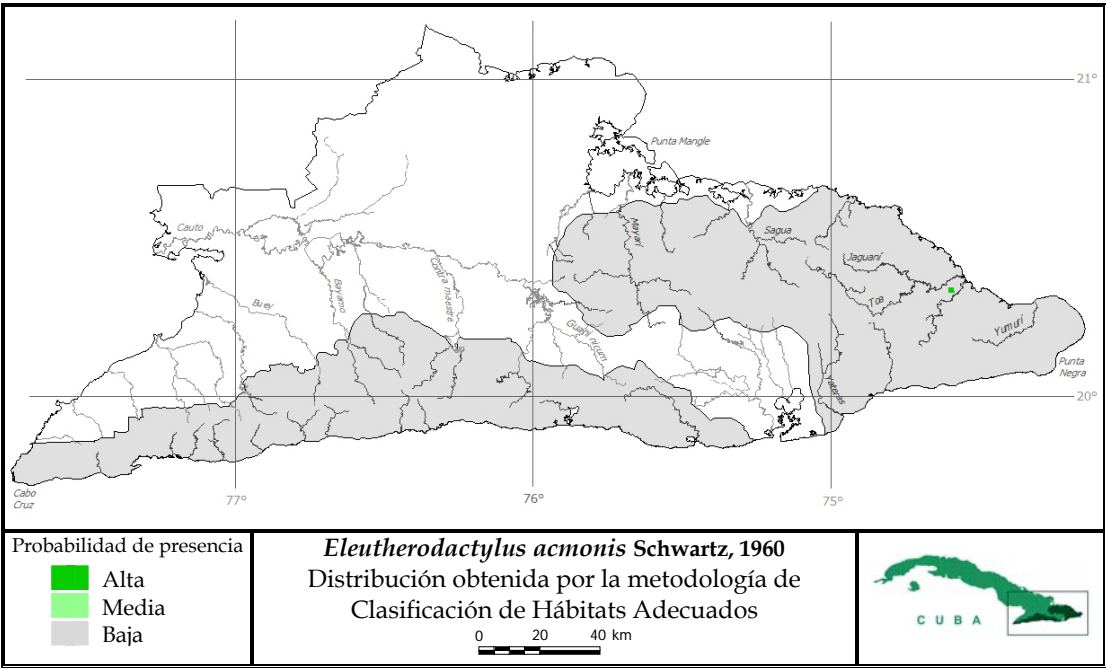 21°
Punta Mangle
Cauto
Mayarí
Sagua
Jaguaní
Contra maestre
Buey
Bayamo
Toa
Yumurí
Punta
Negra
Yateras
20°
Cabo
Cruz
77°
76°
75°
Probabilidad de presencia
Alta
Media
Baja
Eleutherodactylus acmonis Schwartz, 1960
Distribución obtenida por la metodología de
Clasificación de Hábitats Adecuados
0 20 40 km
CUBA